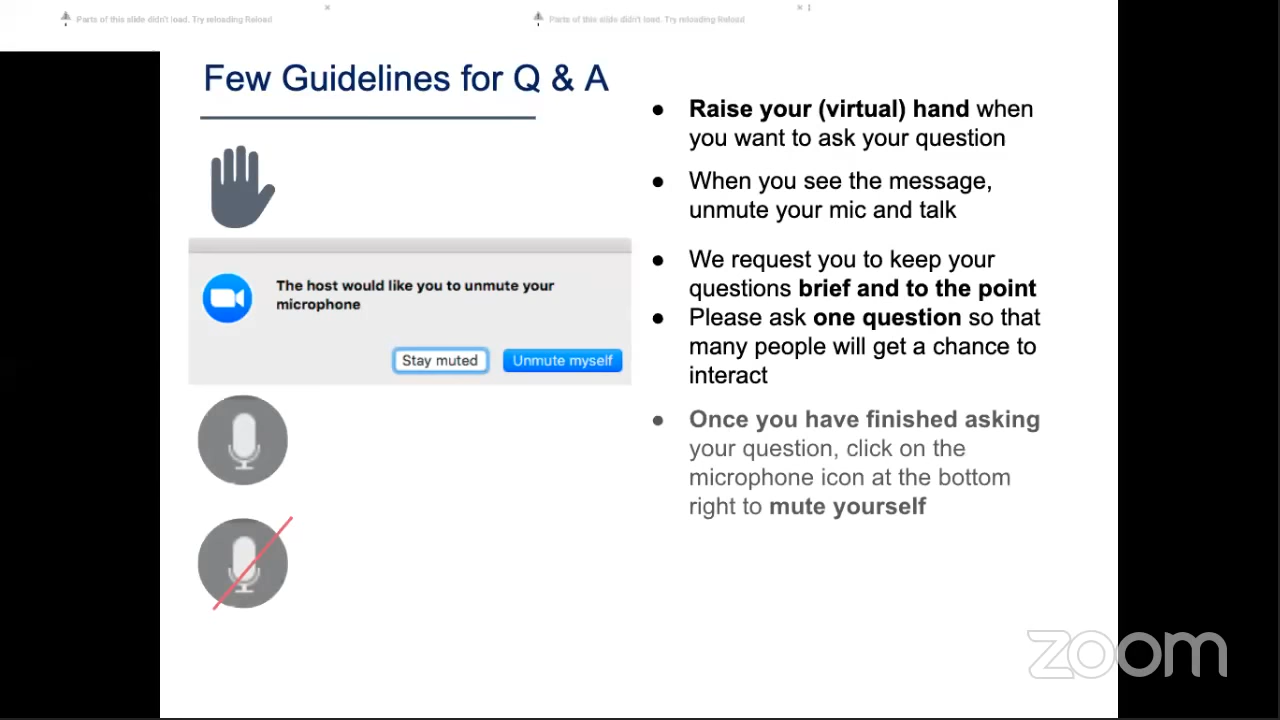 Parts of this slide didn't load. Try reloading Reload
Parts of this slide didn't load. Try reloading Reload
Few Guidelines for Q & A
The host would like you to unmute your
microphone
Stay muted
Unmute myself
● Raise your (virtual) hand when
you want to ask your question
● When you see the message,
unmute your mic and talk
● We request you to keep your
questions brief and to the point
● Please ask one question so that
many people will get a chance to
interact
● Once you have finished asking
your question, click on the
microphone icon at the bottom
right to mute yourself
zoom